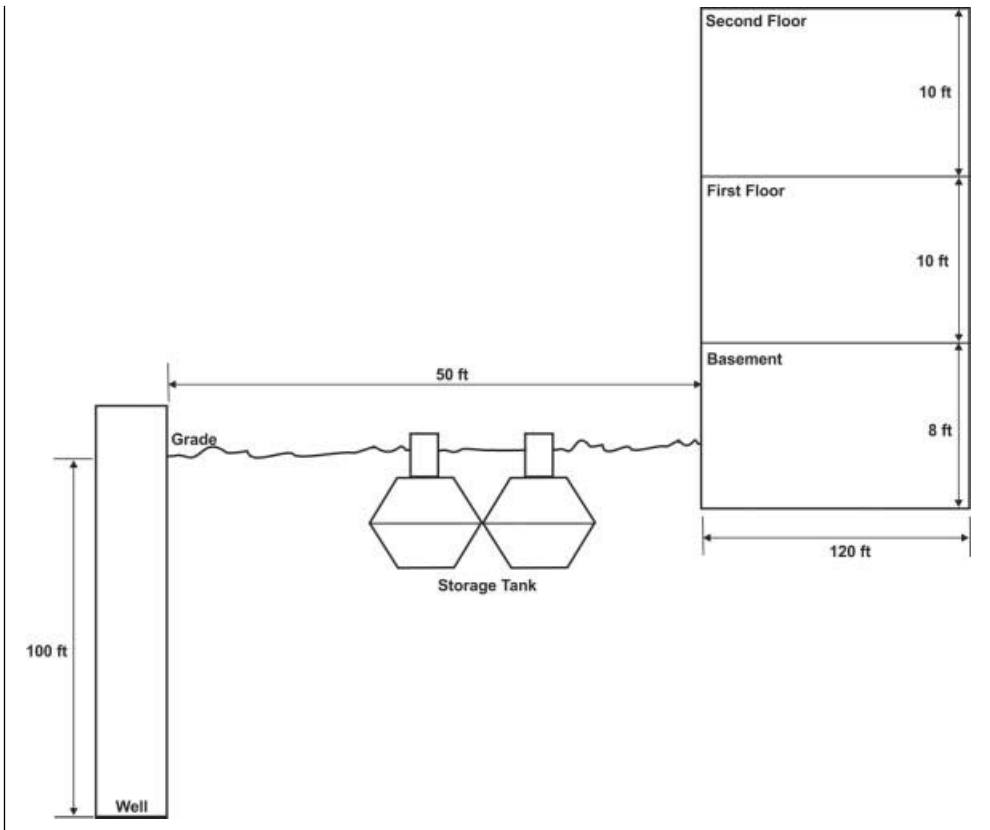 Second Floor
10 ft
First Floor
10 ft
50 ft
Basement
Grade
8 ft
120 ft
Storage Tank
100 ft
Well